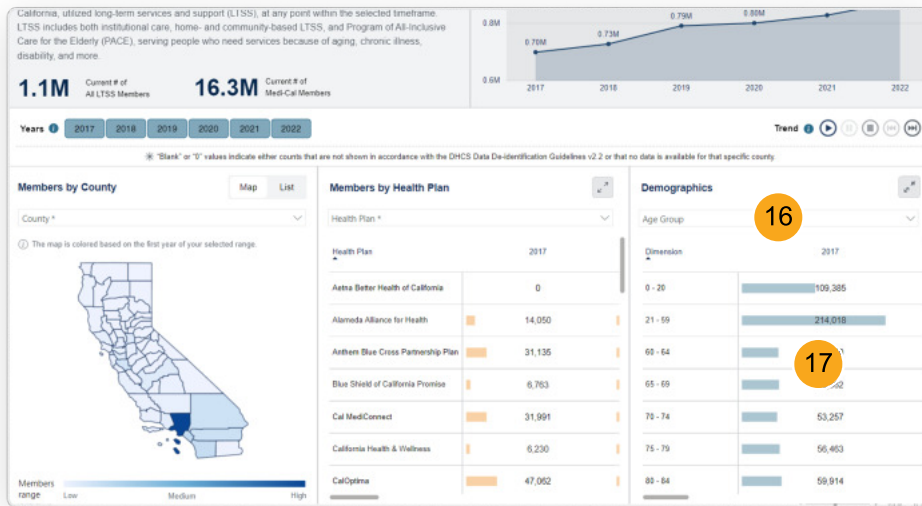 California, utilized long-term services and support (LTSS), at any point within the selected timeframe.
LTSS includes both institutional care, home- and community-based LTSS, and Program of All-Inclusive
Care for the Elderly (PACE), serving people who need services because of aging, chronic illness,
disability, and more.
1.1M Current # of All LTSS Members
16.3M Current # of Medi-Cal Members
0.8M
0.6M
0.70M 0.73M 0.79M 0.80M
2017 2018 2019 2020 2021 2022
Years 2017 2018 2019 2020 2021 2022
Trend
"Blank" or "0" values indicate either counts that are not shown in accordance with the DHCS Data De-identification Guidelines v2.2 or that no data is available for that specific county.
Members by County
Map List
County *
The map is colored based on the first year of your selected range.
Members range
Low Medium High
Members by Health Plan
Health Plan *
Health Plan 2017
Aetna Better Health of California 0
Alameda Alliance for Health 14,050
Anthem Blue Cross Partnership Plan 31,135
Blue Shield of California Promise 6,763
Cal MediConnect 31,991
California Health & Wellness 6,230
CalOptima 47,062
Demographics
Age Group
16
Dimension 2017
0 - 20 109,385
21 - 59 214,018
60 - 64
17
65 - 69
70 - 74 53,257
75 - 79 56,463
80 - 84 59,914